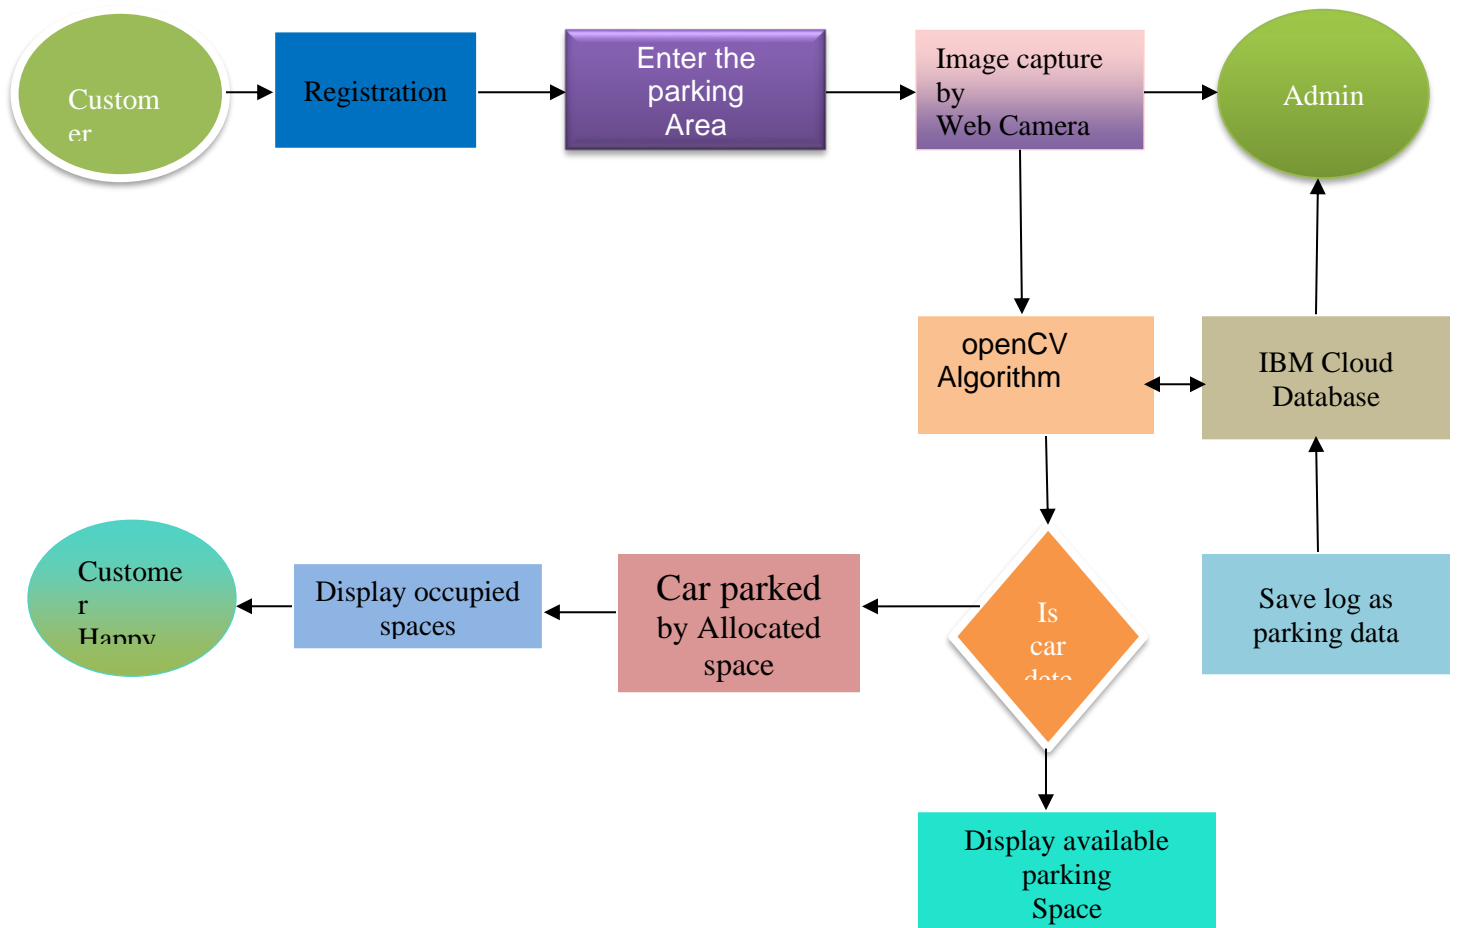 Custom
er
Registration
Enter the
parking
Area
Image capture
by
Web Camera
Admin
openCV
Algorithm
IBM Cloud
Database
Custome
r
Happy
Display occupied
spaces
Car parked
by Allocated
space
Is
car
dete
Save log as
parking data
Display available
parking
Space